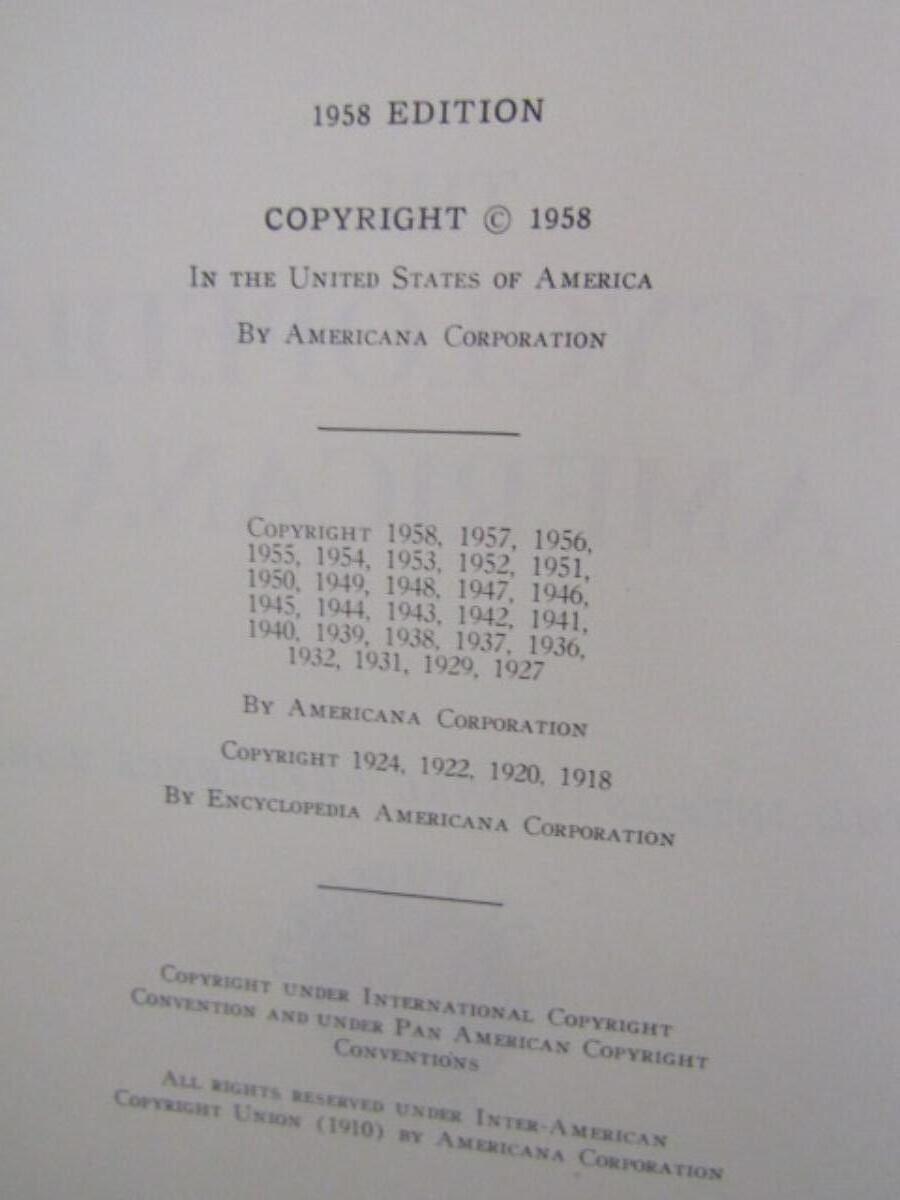 1958 EDITION
COPYRIGHT © 1958
IN THE UNITED STATES OF AMERICA
BY AMERICANA CORPORATION
COPYRIGHT 1958, 1957, 1956,
1955, 1954, 1953, 1952, 1951,
1950, 1949, 1948, 1947, 1946,
1945, 1944, 1943, 1942, 1941,
1940, 1939, 1938, 1937, 1936,
1932, 1931, 1929, 1927
BY AMERICANA CORPORATION
COPYRIGHT 1924, 1922, 1920, 1918
BY ENCYCLOPEDIA AMERICANA CORPORATION
COPYRIGHT UNDER INTERNATIONAL COPYRIGHT
CONVENTION AND UNDER PAN AMERICAN COPYRIGHT
CONVENTIONS
ALL RIGHTS RESERVED UNDER INTER-AMERICAN
COPYRIGHT UNION (1910) BY AMERICANA CORPORATION